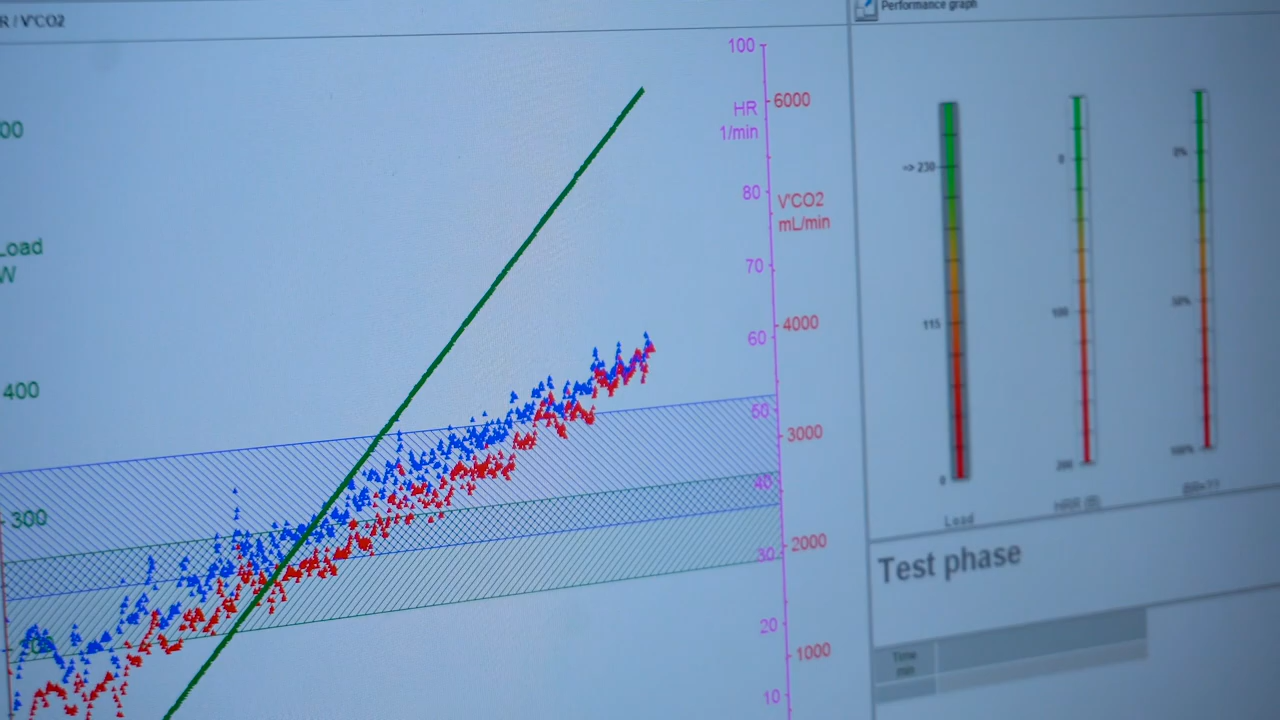 R / V'CO2
Performance graph
100
HR
1/min
6000
00
80
V'CO2
mL/min
=> 230
0
0%
Load
W
70
60
4000
115
100
50%
400
50
3000
40
0
200
100%
300
30
2000
Load
HRR (B)
Test phase
20
1000
Time
min
10